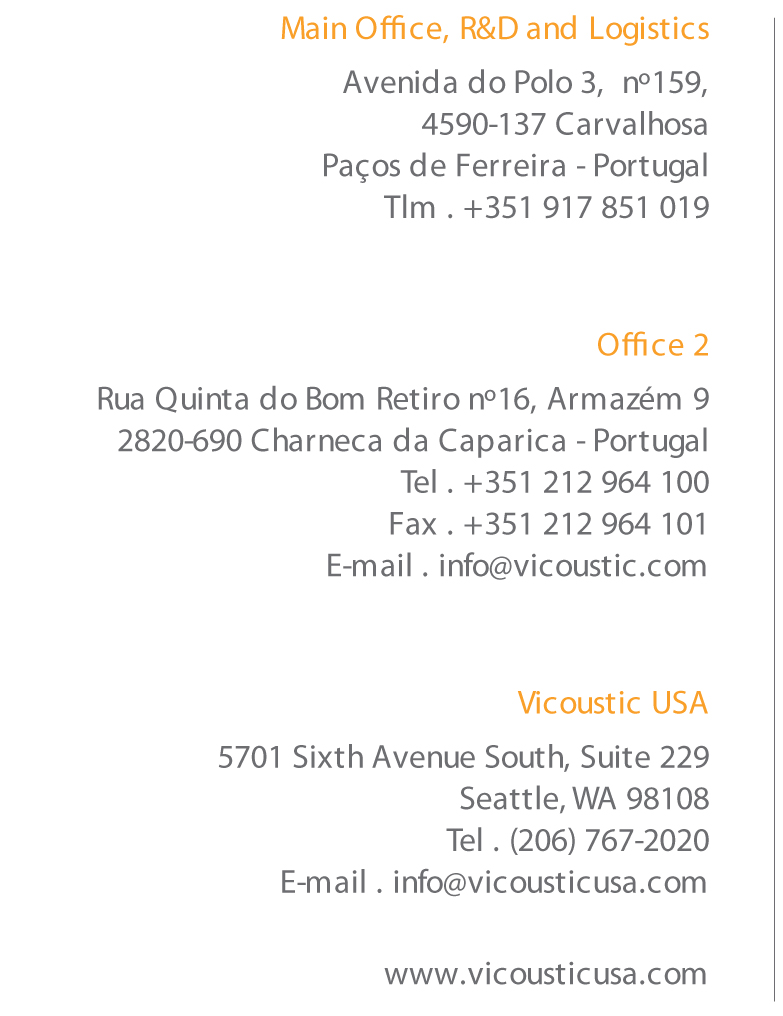 Main Office, R&D and Logistics
Avenida do Polo 3, nº159,
4590-137 Carvalhosa
Paços de Ferreira - Portugal
Tlm . +351 917 851 019
Office 2
Rua Quinta do Bom Retiro nº16, Armazém 9
2820-690 Charneca da Caparica - Portugal
Tel . +351 212 964 100
Fax . +351 212 964 101
E-mail . info@vicoustic.com
Vicoustic USA
5701 Sixth Avenue South, Suite 229
Seattle, WA 98108
Tel . (206) 767-2020
E-mail . info@vicousticusa.com
www.vicousticusa.com